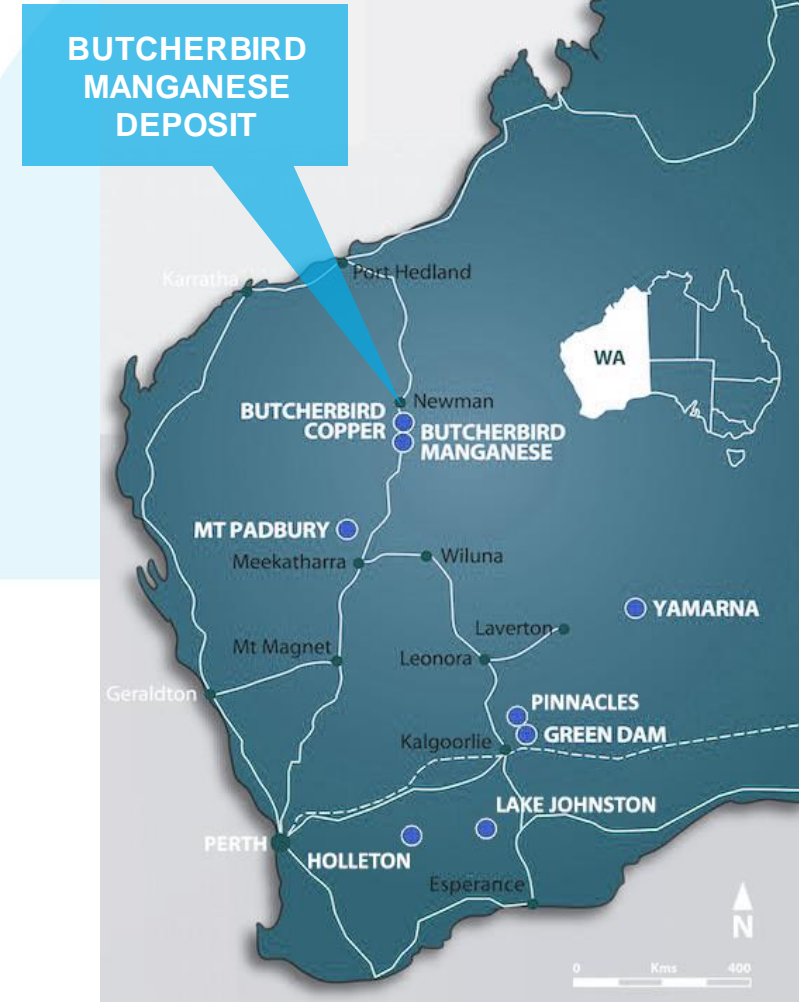 BUTCHERBIRD
MANGANESE
DEPOSIT
Karratha
Port Hedland
WA
Newman
BUTCHERBIRD
COPPER
BUTCHERBIRD
MANGANESE
MT PADBURY
Meekatharra
Wiluna
YAMARNA
Laverton
Mt Magnet
Leonora
Geraldton
PINNACLES
GREEN DAM
Kalgoorlie
LAKE JOHNSTON
PERTH
HOLLETON
Esperance
N
0 Kms 400